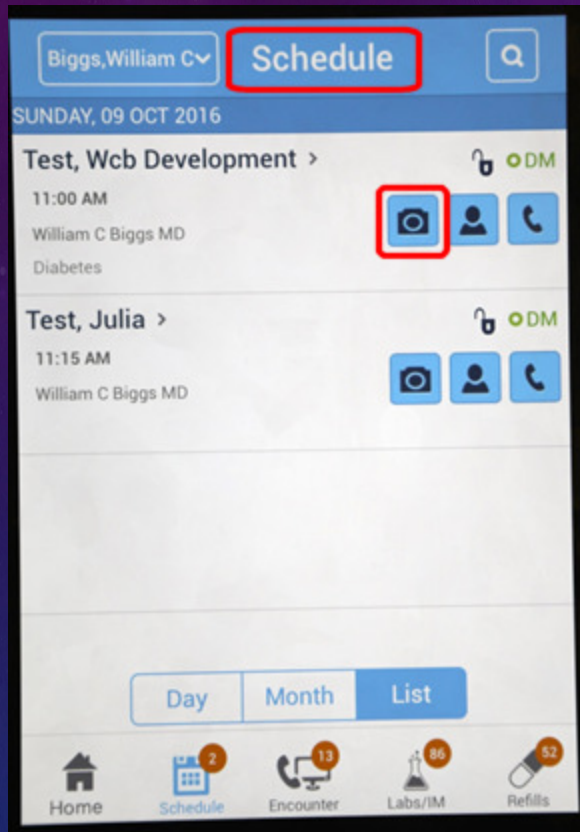 Biggs,William C
Schedule
SUNDAY, 09 OCT 2016
Test, Wcb Development >
DM
11:00 AM
William C Biggs MD
Diabetes
Test, Julia >
DM
11:15 AM
William C Biggs MD
Day Month List
2 13 86 52
Home Schedule Encounter Labs/IM Refills